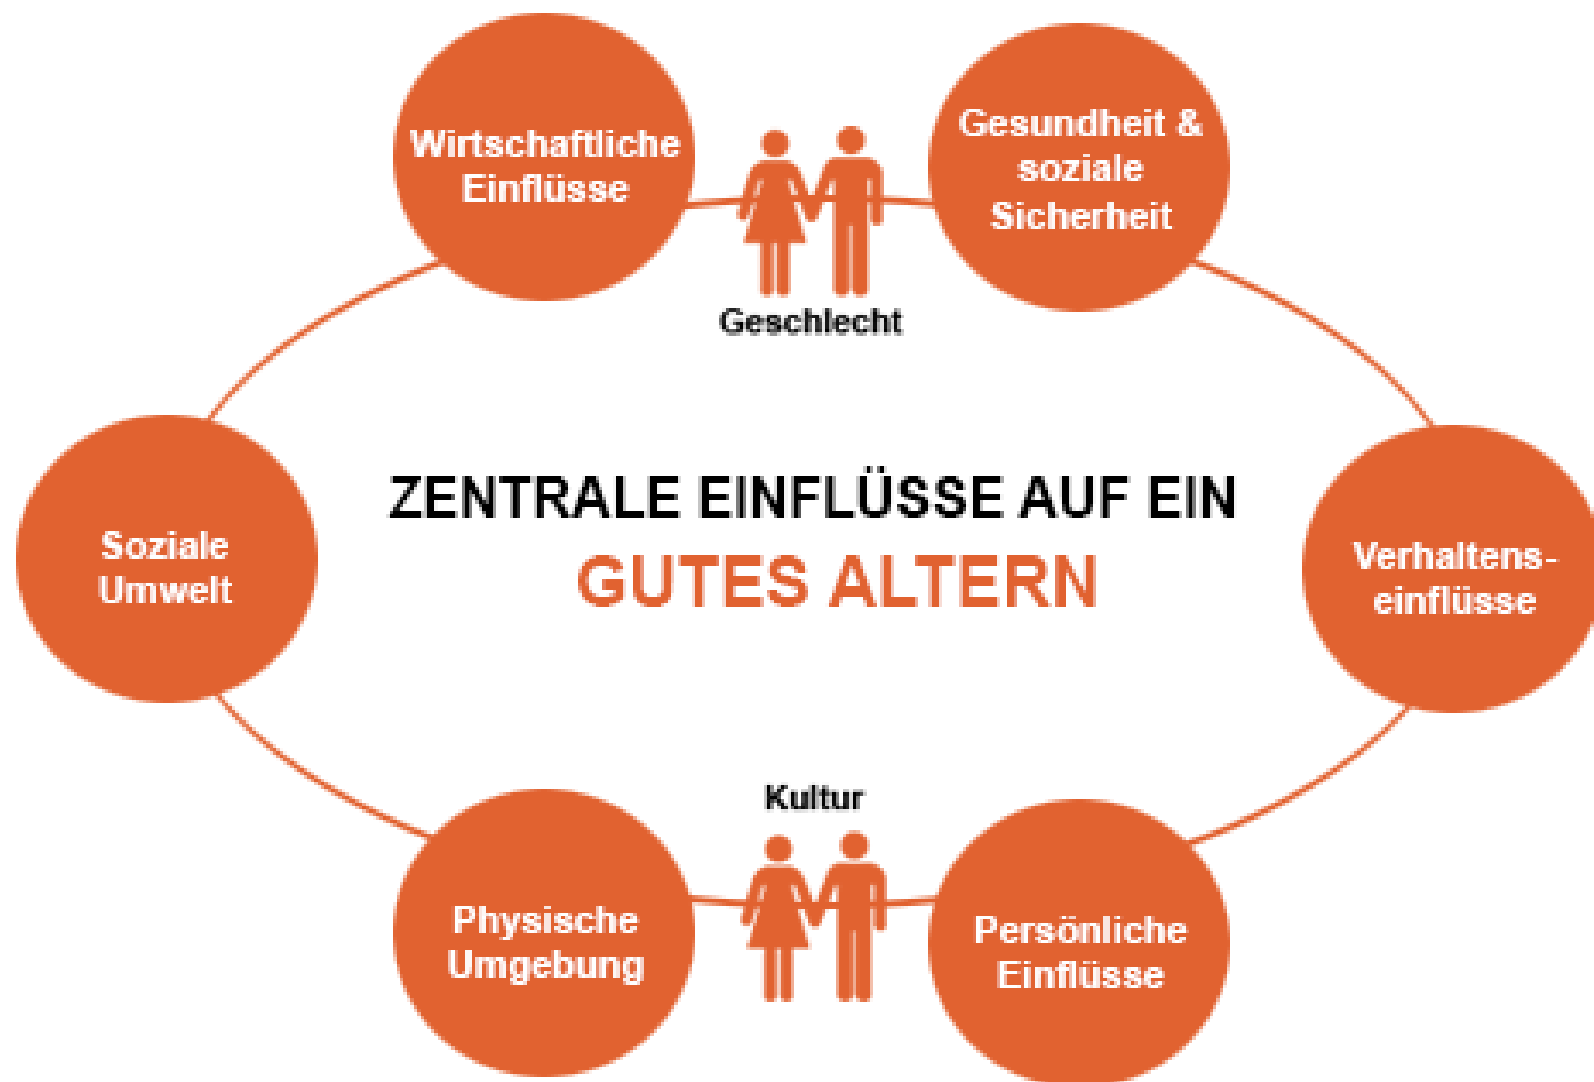 Wirtschaftliche
Einflüsse
Gesundheit &
soziale
Sicherheit
Geschlecht
ZENTRALE EINFLÜSSE AUF EIN
GUTES ALTERN
Soziale
Umwelt
Verhaltens-
einflüsse
Kultur
Physische
Umgebung
Persönliche
Einflüsse